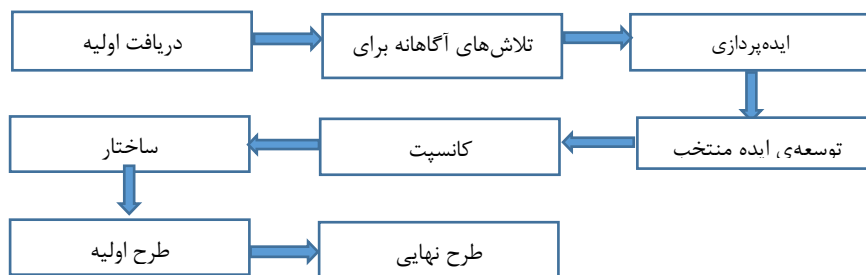 دریافت اولیه
تلاش‌های آگاهانه برای
ایده‌پردازی
توسعه‌ی ایده منتخب
کانسپت
ساختار
طرح اولیه
طرح نهایی